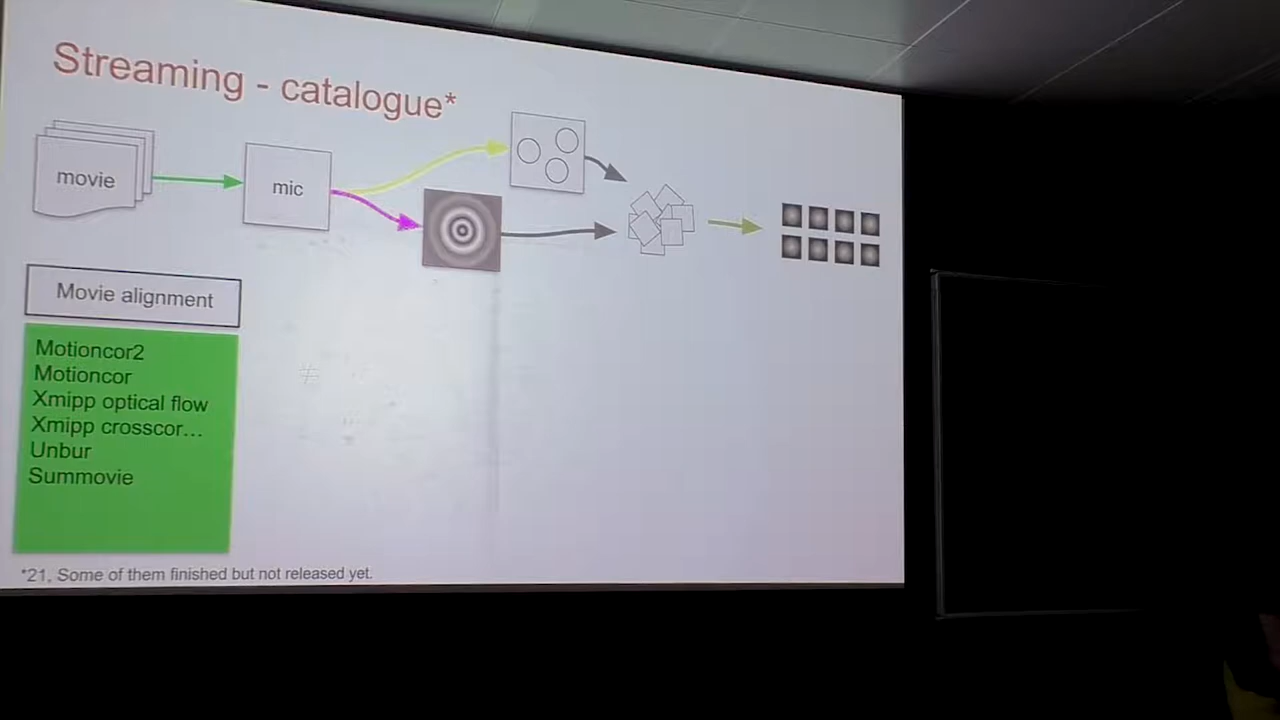 Streaming - catalogue*
movie
mic
Movie alignment
Motioncor2
Motioncor
Xmipp optical flow
Xmipp crosscor...
Unbur
Summovie
*21, Some of them finished but not released yet.